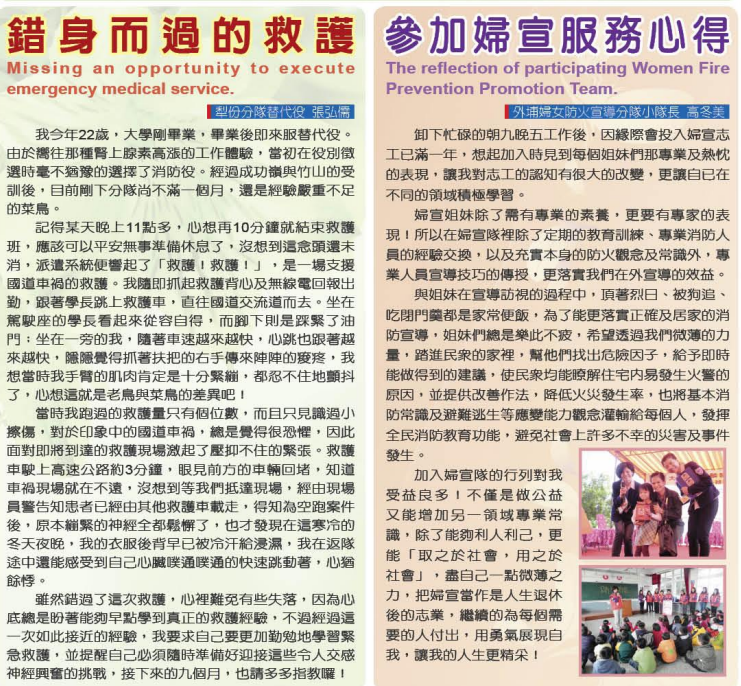 錯身而過的救護
Missing an opportunity to execute
emergency medical service.
犁份分隊替代役 張弘儒
我今年22歲，大學剛畢業，畢業後即來服替代役。
由於嚮往那種腎上腺素高漲的工作體驗，當初在役別徵
選時毫不猶豫的選擇了消防役。經過成功嶺與竹山的受
訓後，目前剛下分隊尚不滿一個月，還是經驗嚴重不足
的菜鳥。
記得某天晚上11點多，心想再10分鐘就結束救護
班，應該可以平安無事準備休息了，沒想到這念頭還未
消，派遣系統便響起了「救護！救護！」，是一場支援
國道車禍的救護。我隨即抓起救護背心及無線電回報出
勤，跟著學長跳上救護車，直往國道交流道而去。坐在
駕駛座的學長看起來從容自得，而腳下則是踩緊了油
門；坐在一旁的我，隨著車速越來越快，心跳也跟著越
來越快，隱隱覺得抓著扶把的右手傳來陣陣的痠疼，我
想當時我手臂的肌肉肯定是十分緊繃，都忍不住地顫抖
了，心想這就是老鳥與菜鳥的差異吧！
當時我跑過的救護量只有個位數，而且只見識過小
擦傷，對於印象中的國道車禍，總是覺得很恐懼，因此
面對即將到達的救護現場激起了壓抑不住的緊張。救護
車駛上高速公路約3分鐘，眼見前方的車輛回堵，知道
車禍現場就在不遠，沒想到等我們抵達現場，經由現場
員警告知患者已經由其他救護車載走，得知為空跑案件
後，原本繃緊的神經全都鬆懈了，也才發現在這寒冷的
冬天夜晚，我的衣服後背早已被冷汗給浸濕，我在返隊
途中還能感受到自己心臟噗通噗通的快速跳動著，心猶
餘悸。
雖然錯過了這次救護，心裡難免有些失落，因為心
底總是盼著能夠早點學到真正的救護經驗，不過經過這
一次如此接近的經驗，我要求自己要更加勤勉地學習緊
急救護，並提醒自己必須隨時準備好迎接這些令人交感
神經興奮的挑戰，接下來的九個月，也請多多指教囉！
參加婦宣服務心得
The reflection of participating Women Fire
Prevention Promotion Team.
外埔婦女防火宣導分隊小隊長 高冬美
卸下忙碌的朝九晚五工作後，因緣際會投入婦宣志
工已滿一年，想起加入時見到每個姐妹們那專業及熱忱
的表現，讓我對志工的認知有很大的改變，更讓自己在
不同的領域積極學習。
婦宣姐妹除了需有專業的素養，更要有專家的表
現！所以在婦宣隊裡除了定期的教育訓練、專業消防人
員的經驗交換，以及充實本身的防火觀念及常識外，專
業人員宣導技巧的傳授，更落實我們在外宣導的效益。
與姐妹在宣導訪視的過程中，頂著烈日、被狗追、
吃閉門羹都是家常便飯，為了能更落實正確及居家的消
防宣導，姐妹們總是樂此不疲，希望透過我們微薄的力
量，踏進民衆的家裡，幫他們找出危險因子，給予即時
能做得到的建議，使民衆均能瞭解住宅內易發生火警的
原因，並提供改善作法，降低火災發生率，也將基本消
防常識及避難逃生等應變能力觀念灌輸給每個人，發揮
全民消防教育功能，避免社會上許多不幸的災害及事件
發生。
加入婦宣隊的行列對我
受益良多！不僅是做公益
又能增加另一領域專業常
識，除了能夠利人利己，更
能「取之於社會，用之於
社會」，盡自己一點微薄之
力，把婦宣當作是人生退休
後的志業，繼續的為每個需
要的人付出，用勇氣展現自
我，讓我的人生更精采！